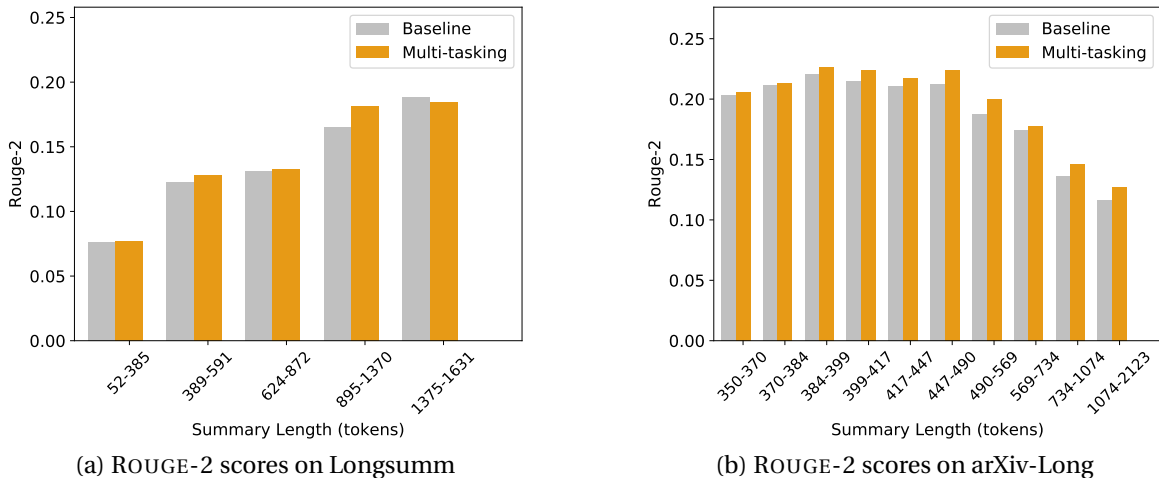 0.25
0.20
0.15
0.10
0.05
0.00
Rouge-2
Baseline
Multi-tasking
52-385
389-591
624-872
895-1370
1375-1631
Summary Length (tokens)
(a) ROUGE-2 scores on Longsumm
0.25
0.20
0.15
0.10
0.05
0.00
Rouge-2
Baseline
Multi-tasking
350-370
370-384
384-399
399-417
417-447
447-490
490-569
569-734
734-1074
1074-2123
Summary Length (tokens)
(b) ROUGE-2 scores on arXiv-Long